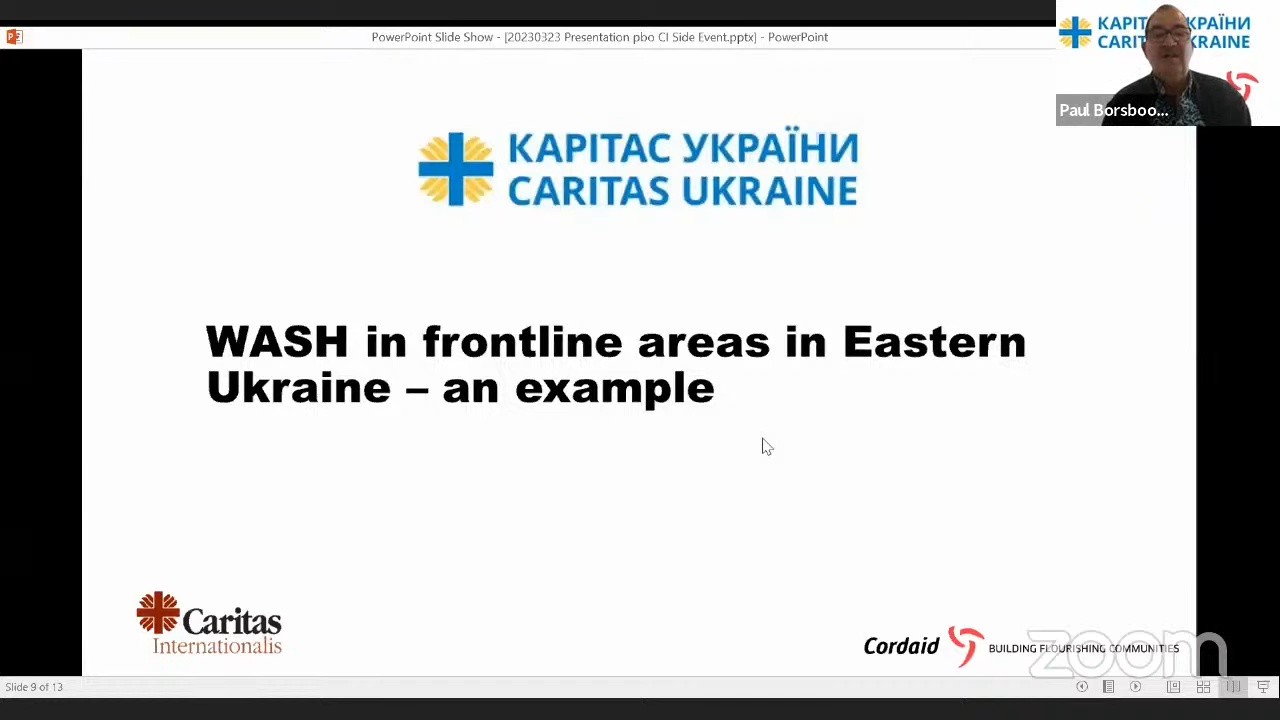 PowerPoint Slide Show - [20230323 Presentation pbo CI Side Event.pptx] - PowerPoint
Paul Borsboo...
КАРІТАС УКРАЇНИ
CARITAS UKRAINE
WASH in frontline areas in Eastern
Ukraine – an example
Caritas
Internationalis
Cordaid
BUILDING FLOURISHING COMMUNITIES
zoom
Slide 9 of 13